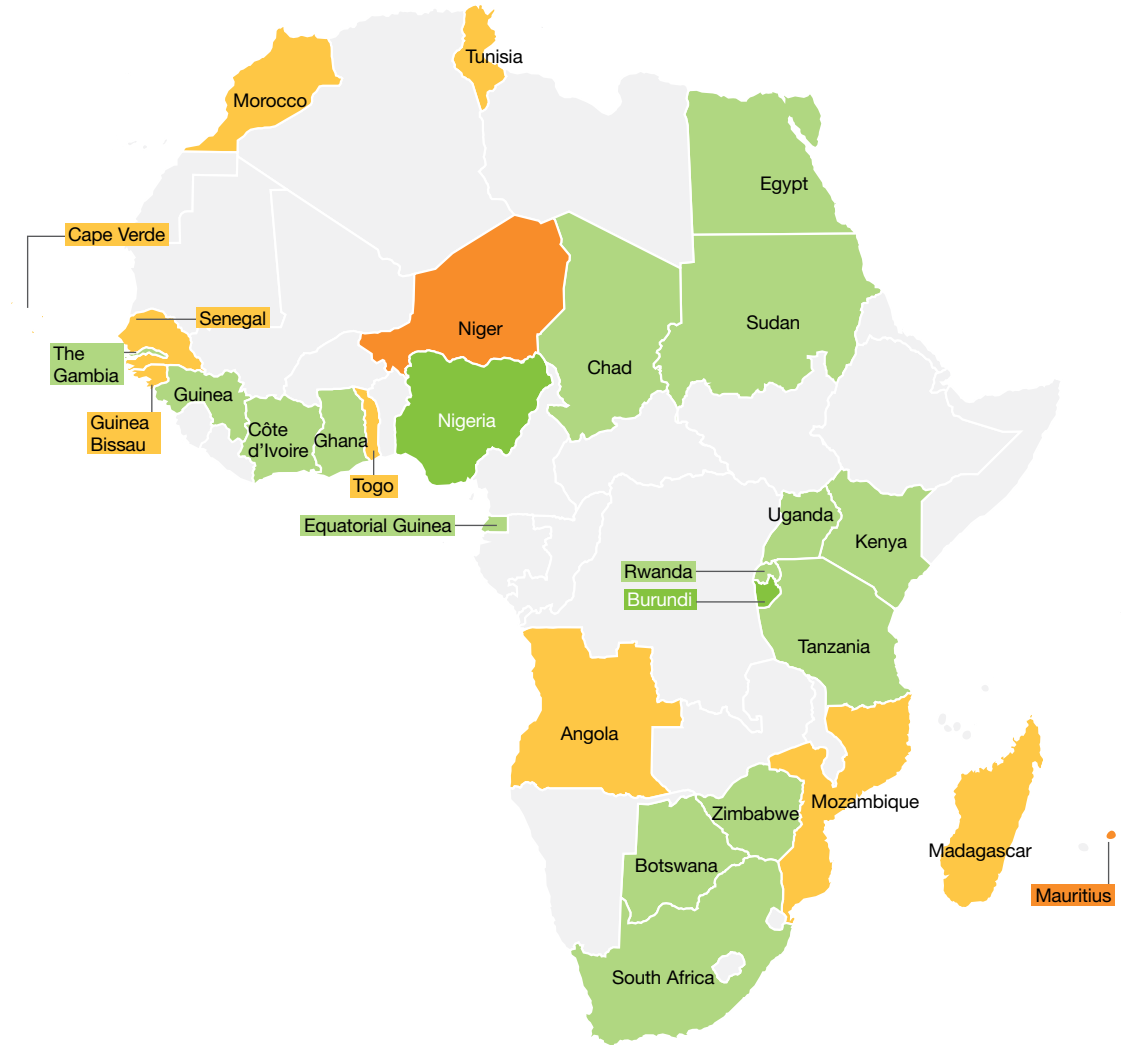 Tunisia
Morocco
Egypt
Cape Verde
Senegal
Sudan
Niger
The
Gambia
Chad
Guinea
Guinea
Bissau
Côte
d’Ivoire
Ghana
Nigeria
Togo
Equatorial Guinea
Uganda
Kenya
Rwanda
Burundi
Tanzania
Angola
Mozambique
Zimbabwe
Madagascar
Botswana
Mauritius
South Africa